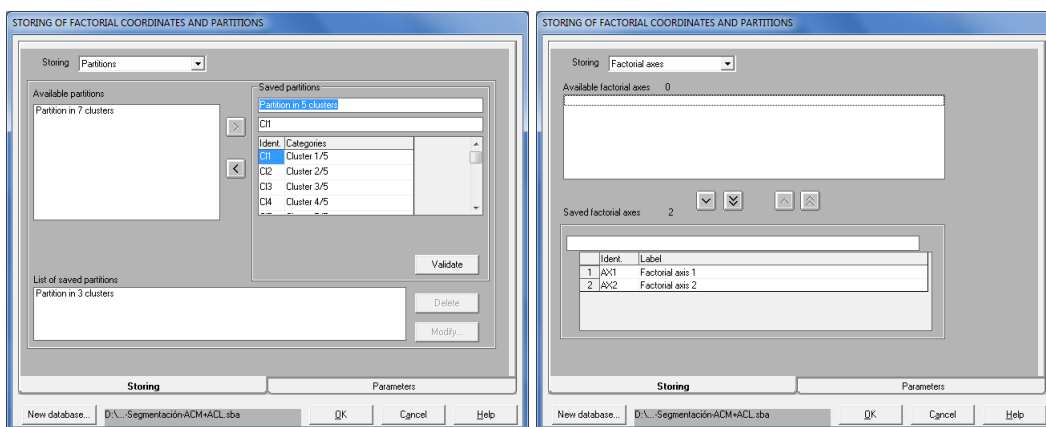 STORING OF FACTORIAL COORDINATES AND PARTITIONS
Storing Partitions
Available partitions
Partition in 7 clusters
Saved partitions
Partition in 5 clusters
Cl1
Ident. Categories
Cl1 Cluster 1/5
Cl2 Cluster 2/5
Cl3 Cluster 3/5
Cl4 Cluster 4/5
Validate
List of saved partitions
Partition in 3 clusters
Delete
Modify...
Storing Parameters
New database... D:\...-Segmentación-ACM+ACL.sba OK Cancel Help
STORING OF FACTORIAL COORDINATES AND PARTITIONS
Storing Factorial axes
Available factorial axes 0
Saved factorial axes 2
Ident. Label
1 AX1 Factorial axis 1
2 AX2 Factorial axis 2
Storing Parameters
New database... D:\...-Segmentación-ACM+ACL.sba OK Cancel Help